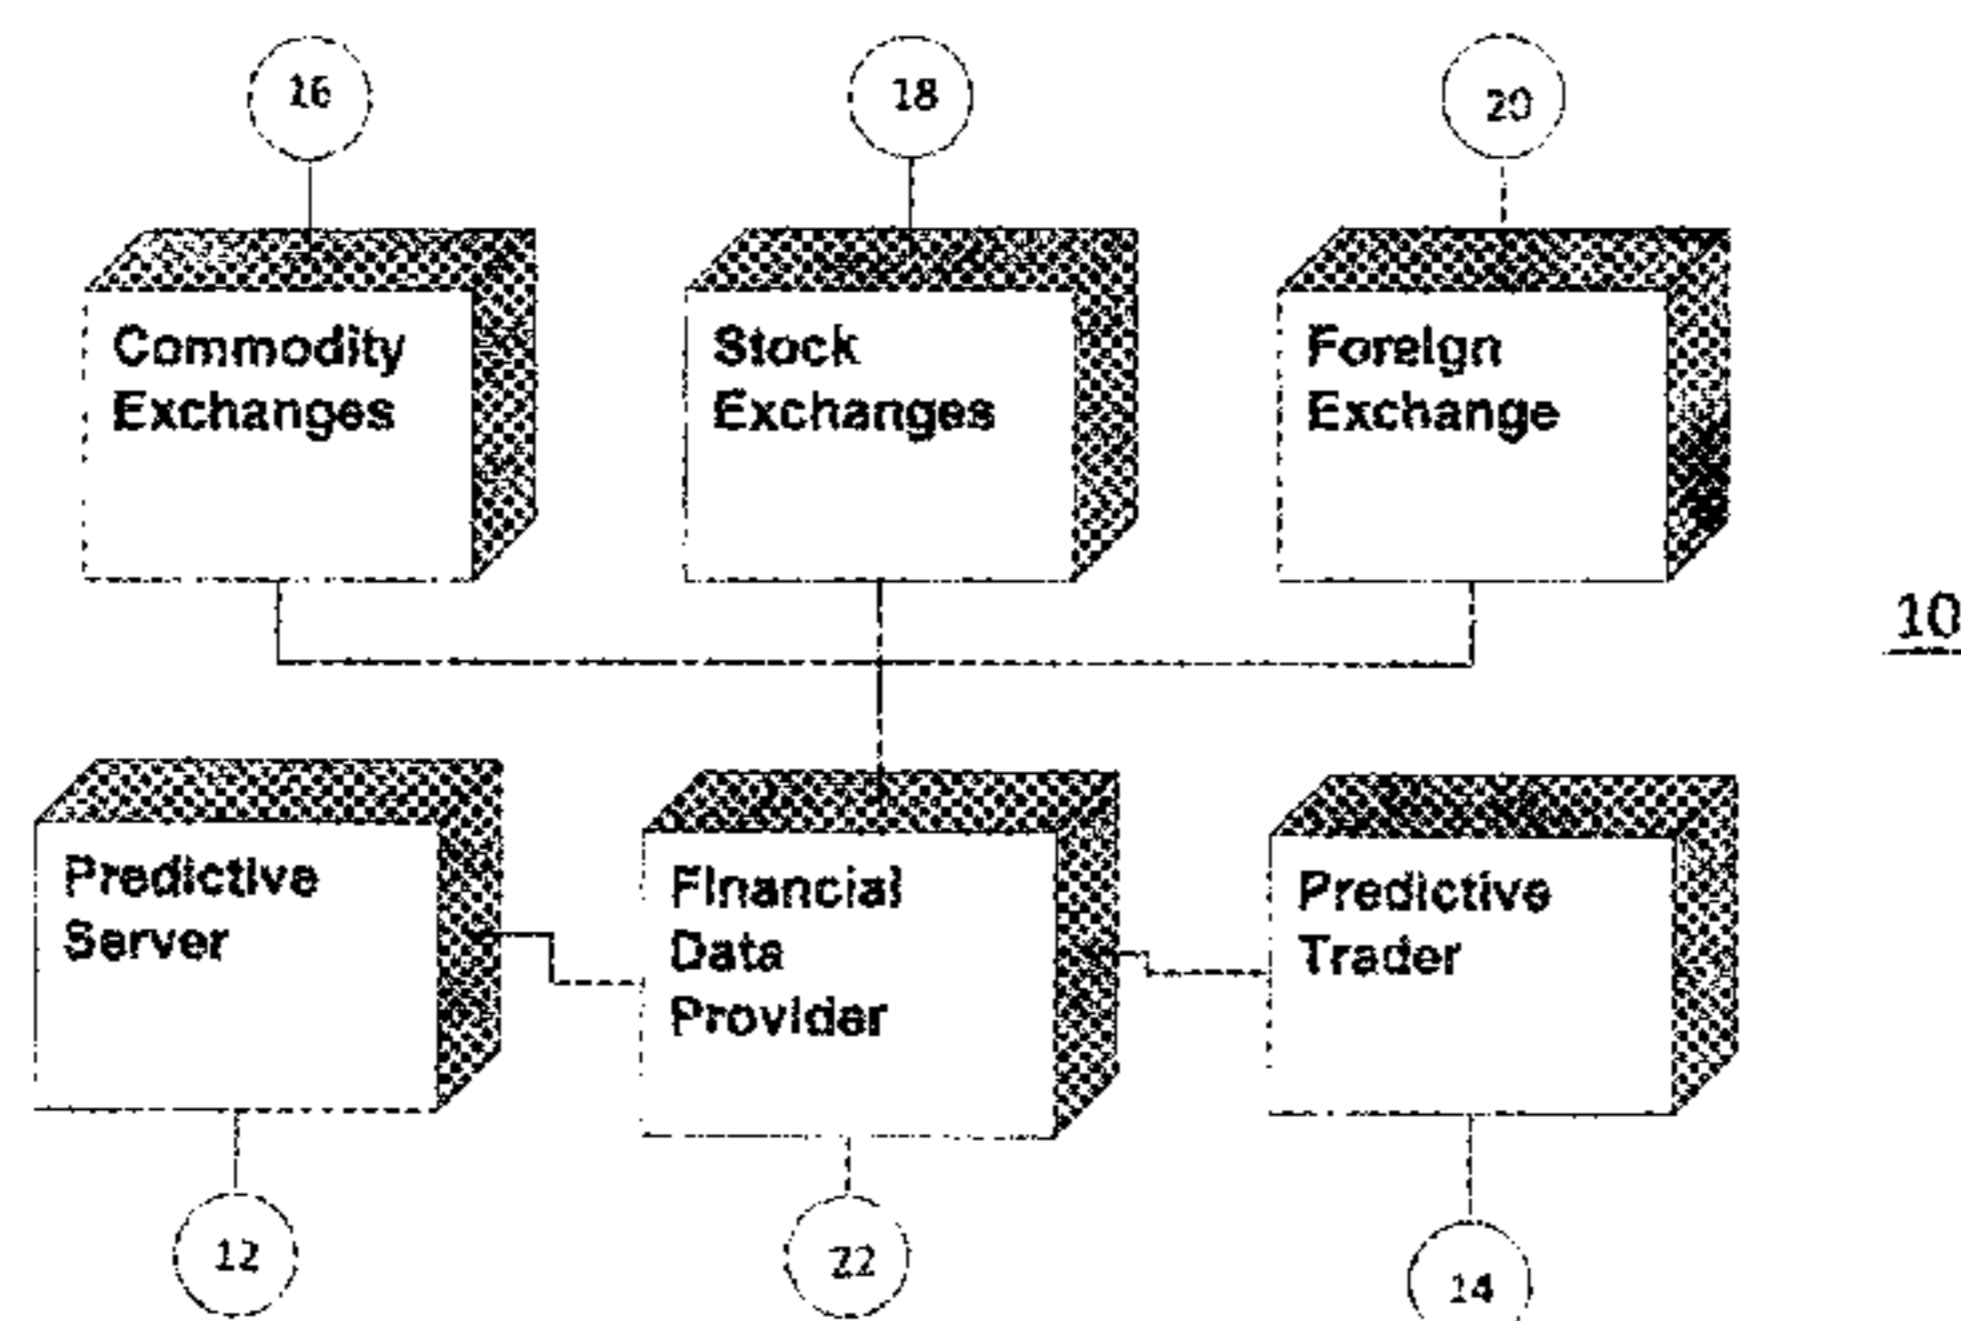 16
18
20
Commodity
Exchanges
Stock
Exchanges
Foreign
Exchange
10
Predictive
Server
Financial
Data
Provider
Predictive
Trader
12
22
14